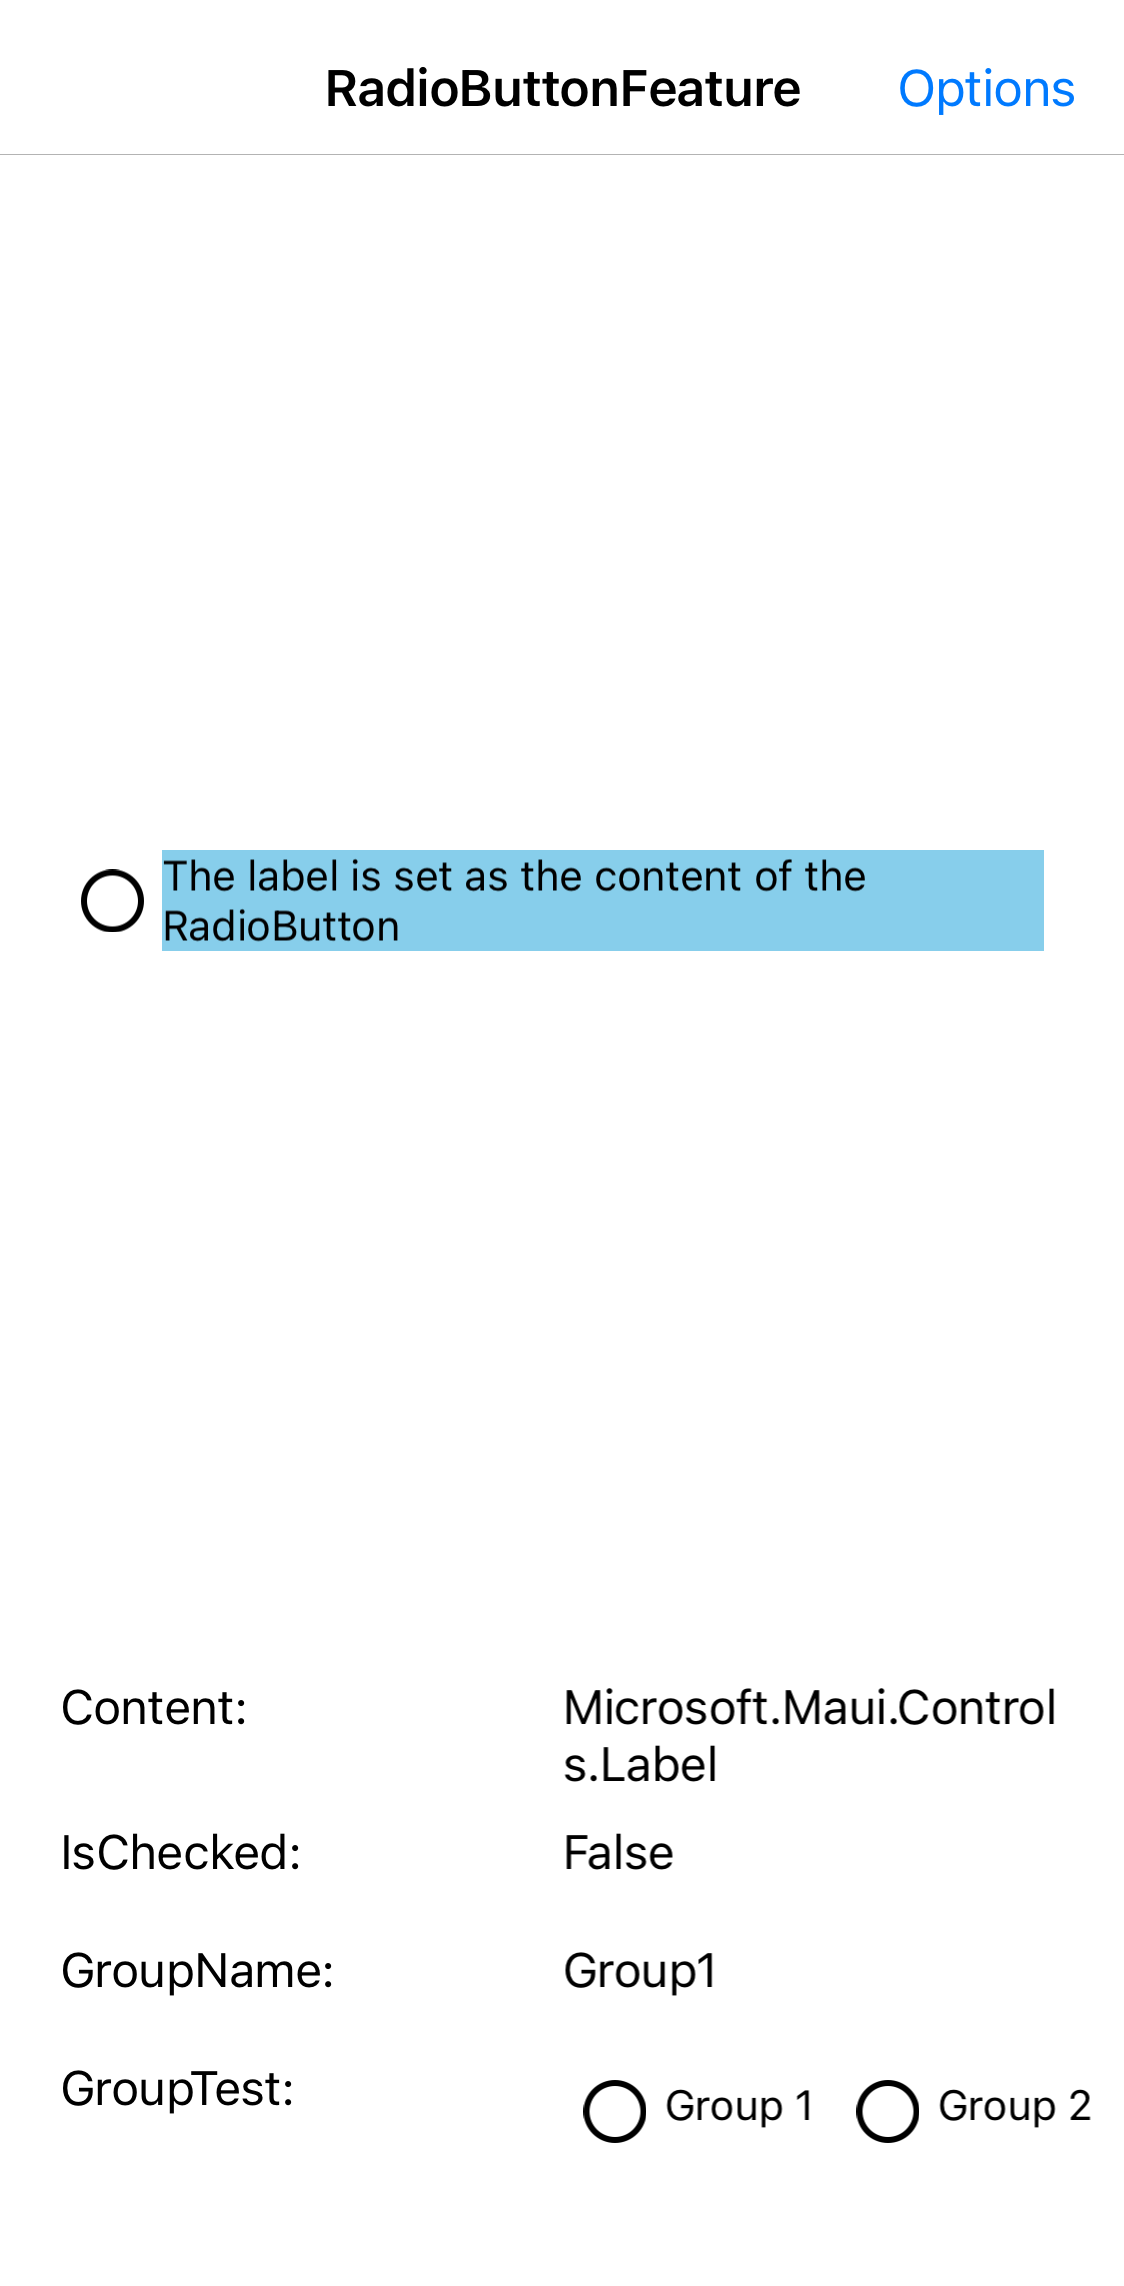 RadioButtonFeature Options
The label is set as the content of the
RadioButton
Content: Microsoft.Maui.Control
s.Label
IsChecked: False
GroupName: Group1
GroupTest: Group 1 Group 2